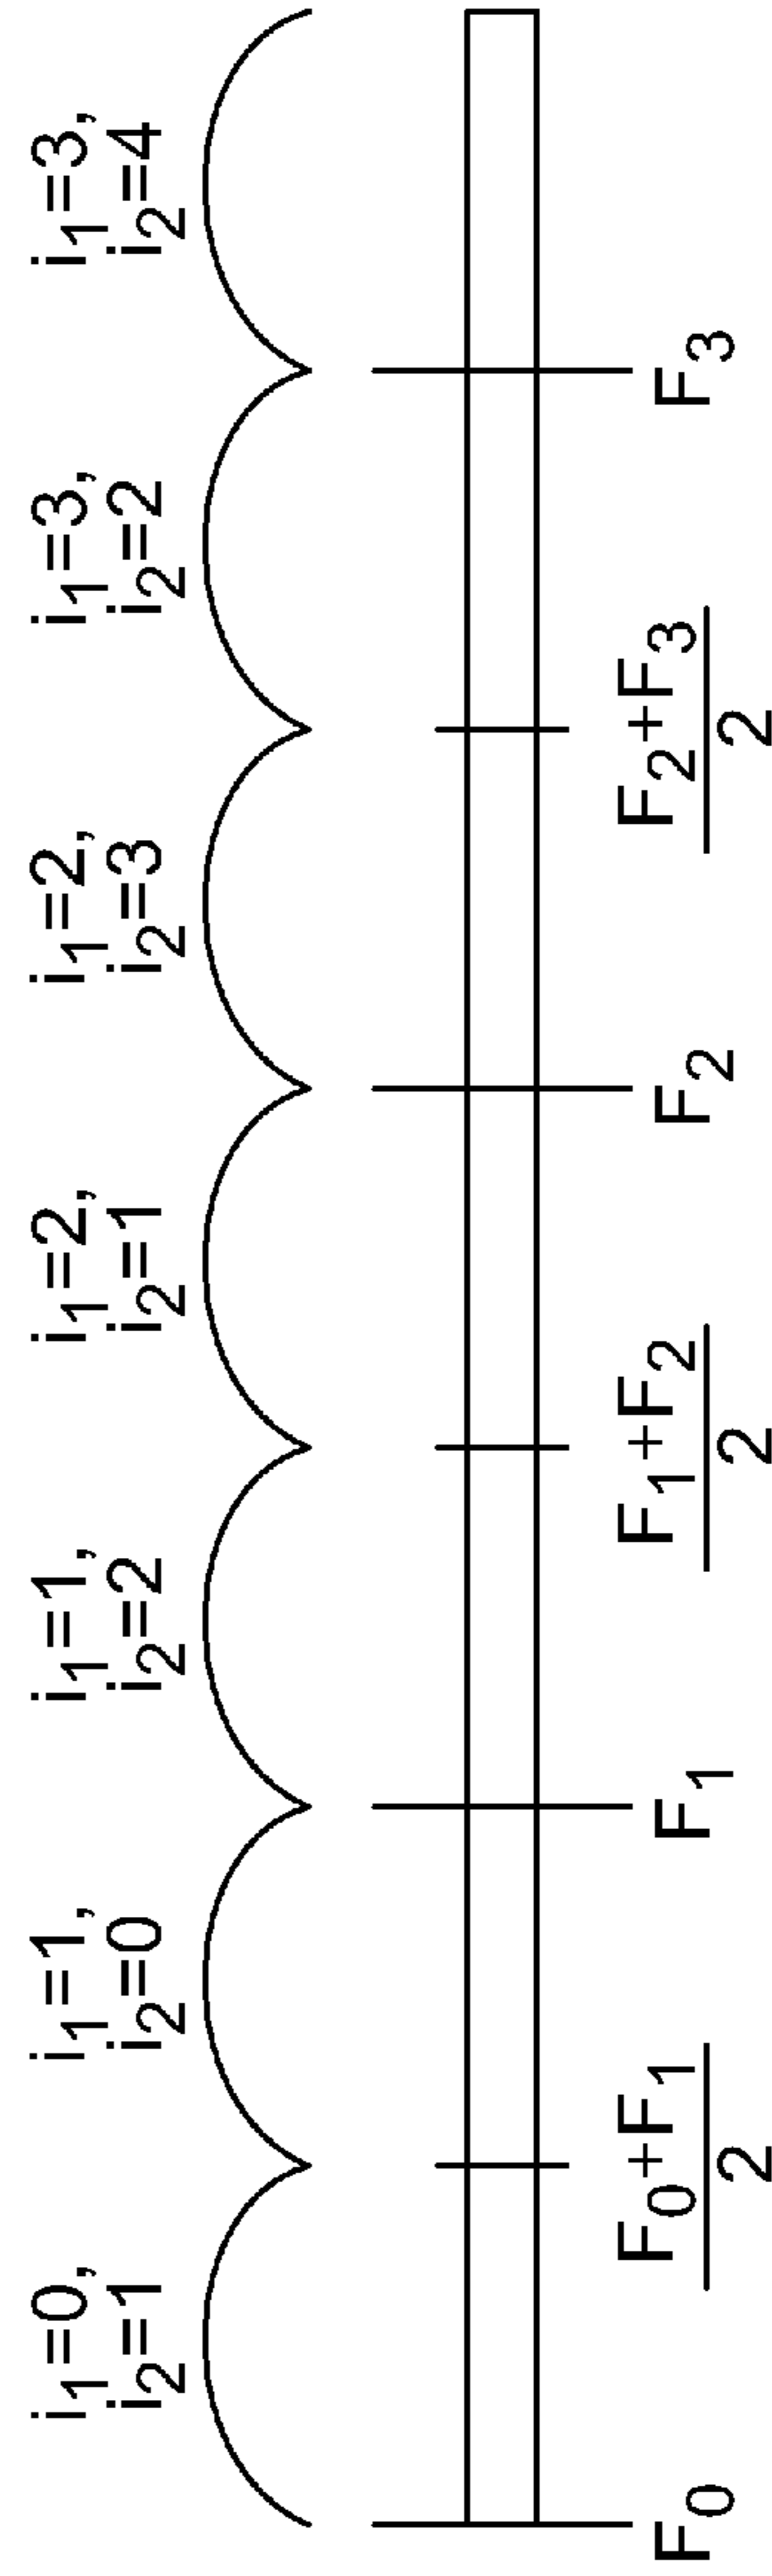 i₁=0,
i₂=1
i₁=1,
i₂=0
i₁=1,
i₂=2
i₁=2,
i₂=1
i₁=2,
i₂=3
i₁=3,
i₂=2
i₁=3,
i₂=4
F₀
F₀+F₁
2
F₁
F₁+F₂
2
F₂
F₂+F₃
2
F₃